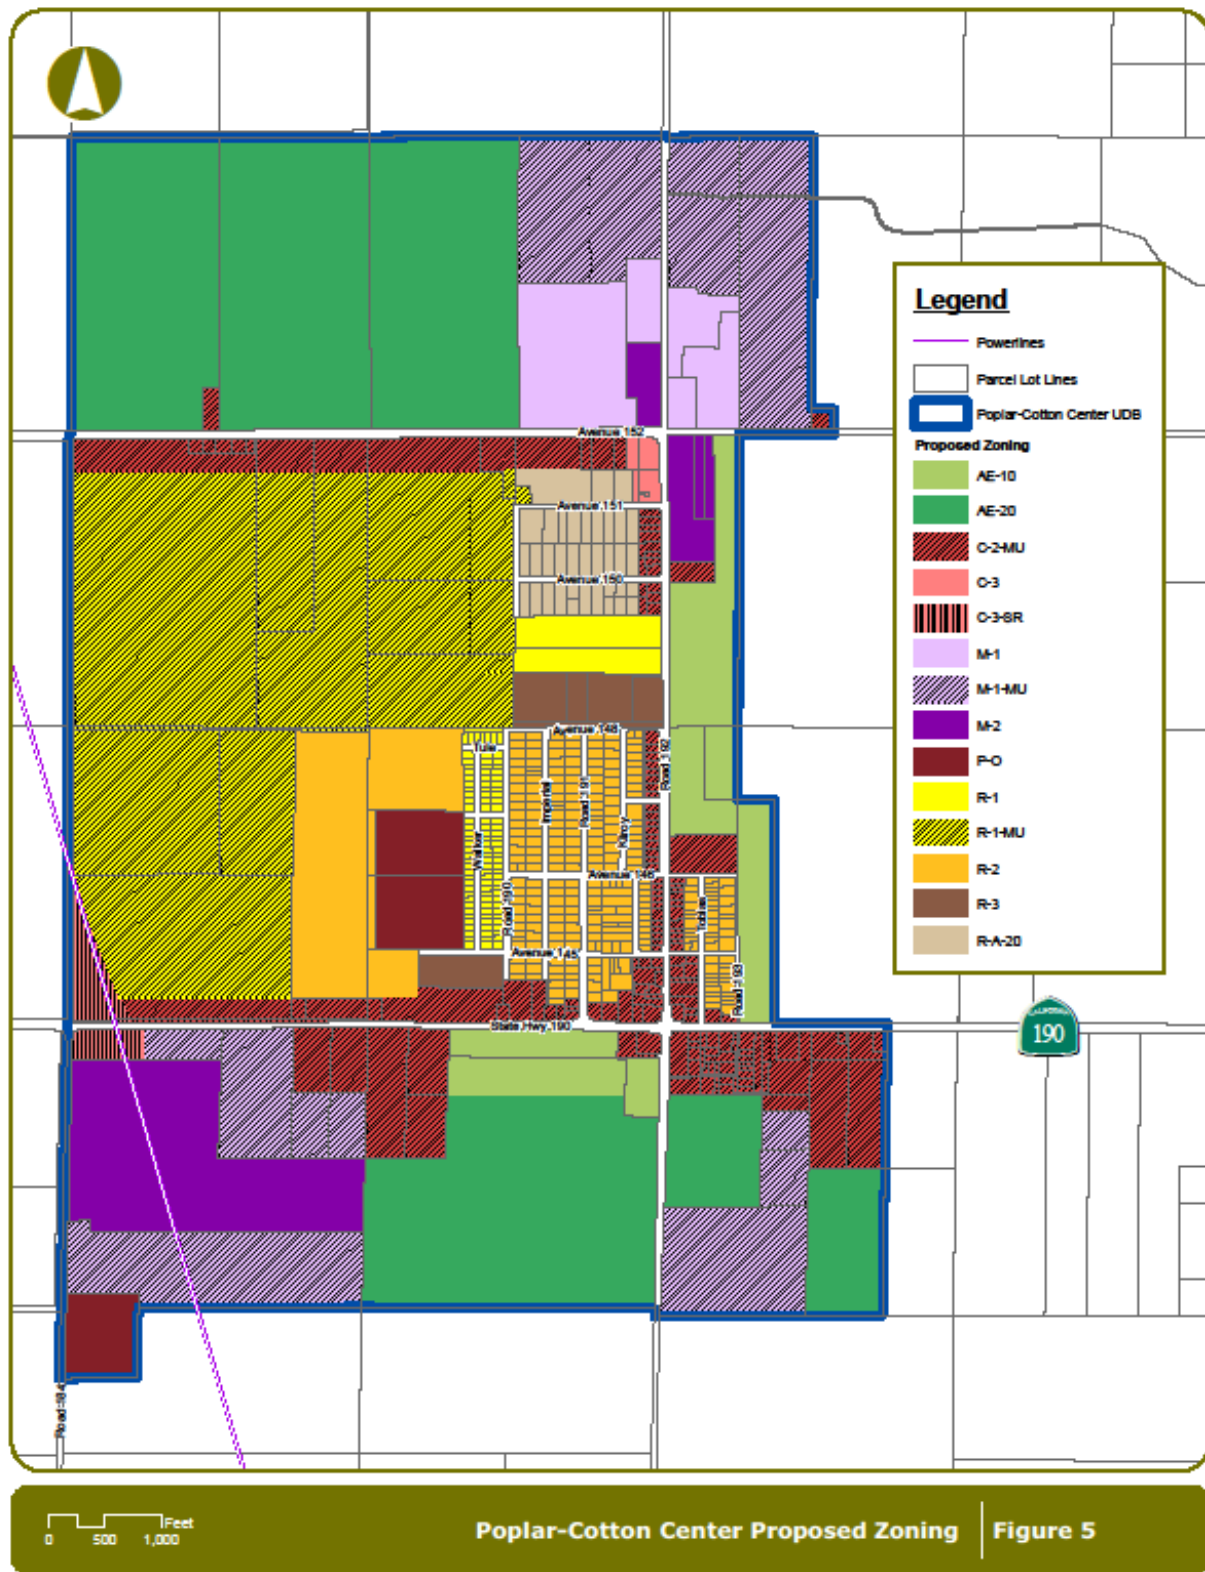 Legend
Powerlines
Parcel Lot Lines
Poplar-Cotton Center UDB
Proposed Zoning
AE-10
AE-20
C-2-MU
C-3
C-3-SR
M-1
M-1-MU
M-2
P-O
R-1
R-1-MU
R-2
R-3
R-A-20
Avenue 152
Avenue 151
Avenue 150
Avenue 148
Tule
Road 192
Imperial
Road 191
Kilroy
Walker
Avenue 146
Road 190
Tobias
Avenue 145
Road 193
State Hwy 190
CALIFORNIA
190
Road 184
Feet
0 500 1,000
Poplar-Cotton Center Proposed Zoning
Figure 5